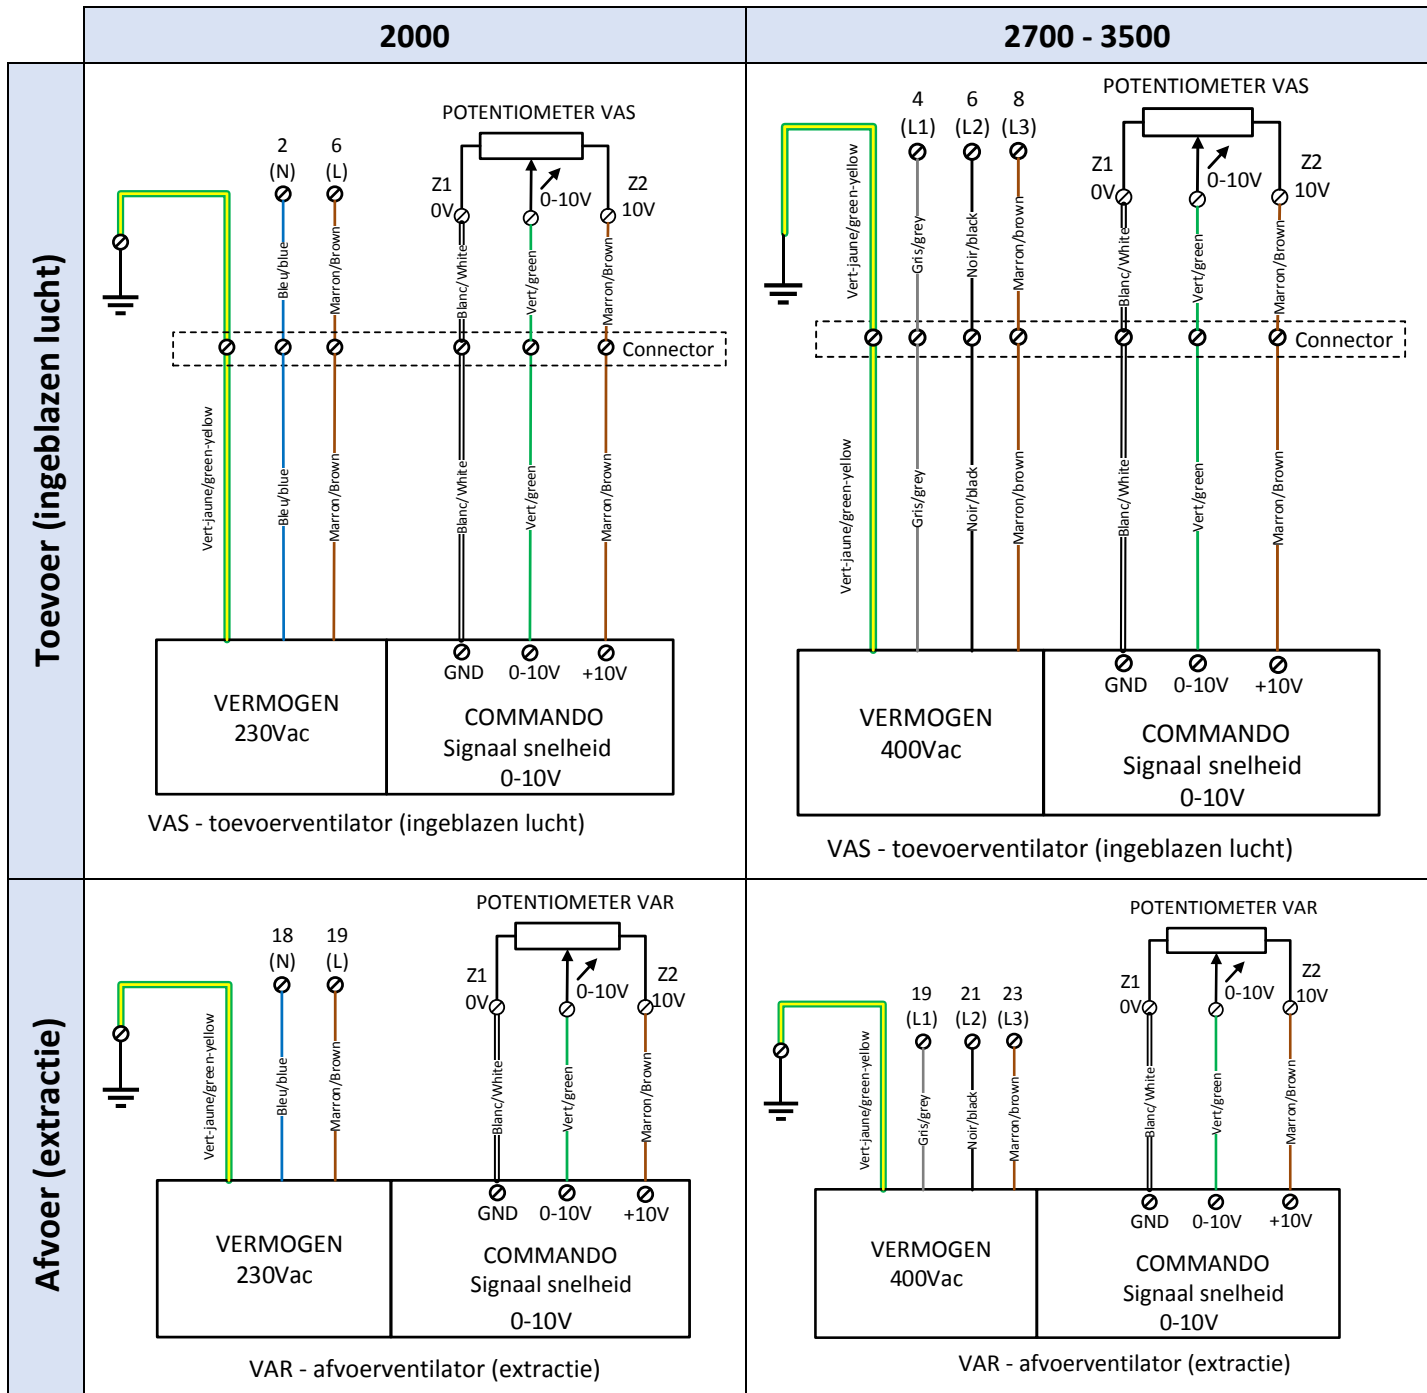 2000
2700 - 3500
Toevoer (ingeblazen lucht)
POTENTIOMETER VAS
2
(N)
6
(L)
Z1
0V
0-10V
Z2
10V
Bleu/blue
Marron/Brown
Blanc/White
Vert/green
Marron/Brown
Connector
Vert-jaune/green-yellow
Bleu/blue
Marron/Brown
Blanc/White
Vert/green
Marron/Brown
GND
0-10V
+10V
VERMOGEN
230Vac
COMMANDO
Signaal snelheid
0-10V
VAS - toevoerventilator (ingeblazen lucht)
POTENTIOMETER VAS
4
(L1)
6
(L2)
8
(L3)
Z1
0V
0-10V
Z2
10V
Vert-jaune/green-yellow
Gris/grey
Noir/black
Marron/brown
Blanc/White
Vert/green
Marron/Brown
Connector
Vert-jaune/green-yellow
Gris/grey
Noir/black
Marron/brown
Blanc/White
Vert/green
Marron/Brown
GND
0-10V
+10V
VERMOGEN
400Vac
COMMANDO
Signaal snelheid
0-10V
VAS - toevoerventilator (ingeblazen lucht)
Afvoer (extractie)
POTENTIOMETER VAR
18
(N)
19
(L)
Z1
0V
0-10V
Z2
10V
Vert-jaune/green-yellow
Bleu/blue
Marron/Brown
Blanc/White
Vert/green
Marron/Brown
GND
0-10V
+10V
VERMOGEN
230Vac
COMMANDO
Signaal snelheid
0-10V
VAR - afvoerventilator (extractie)
POTENTIOMETER VAR
19
(L1)
21
(L2)
23
(L3)
Z1
0V
0-10V
Z2
10V
Vert-jaune/green-yellow
Gris/grey
Noir/black
Marron/brown
Blanc/White
Vert/green
Marron/Brown
GND
0-10V
+10V
VERMOGEN
400Vac
COMMANDO
Signaal snelheid
0-10V
VAR - afvoerventilator (extractie)